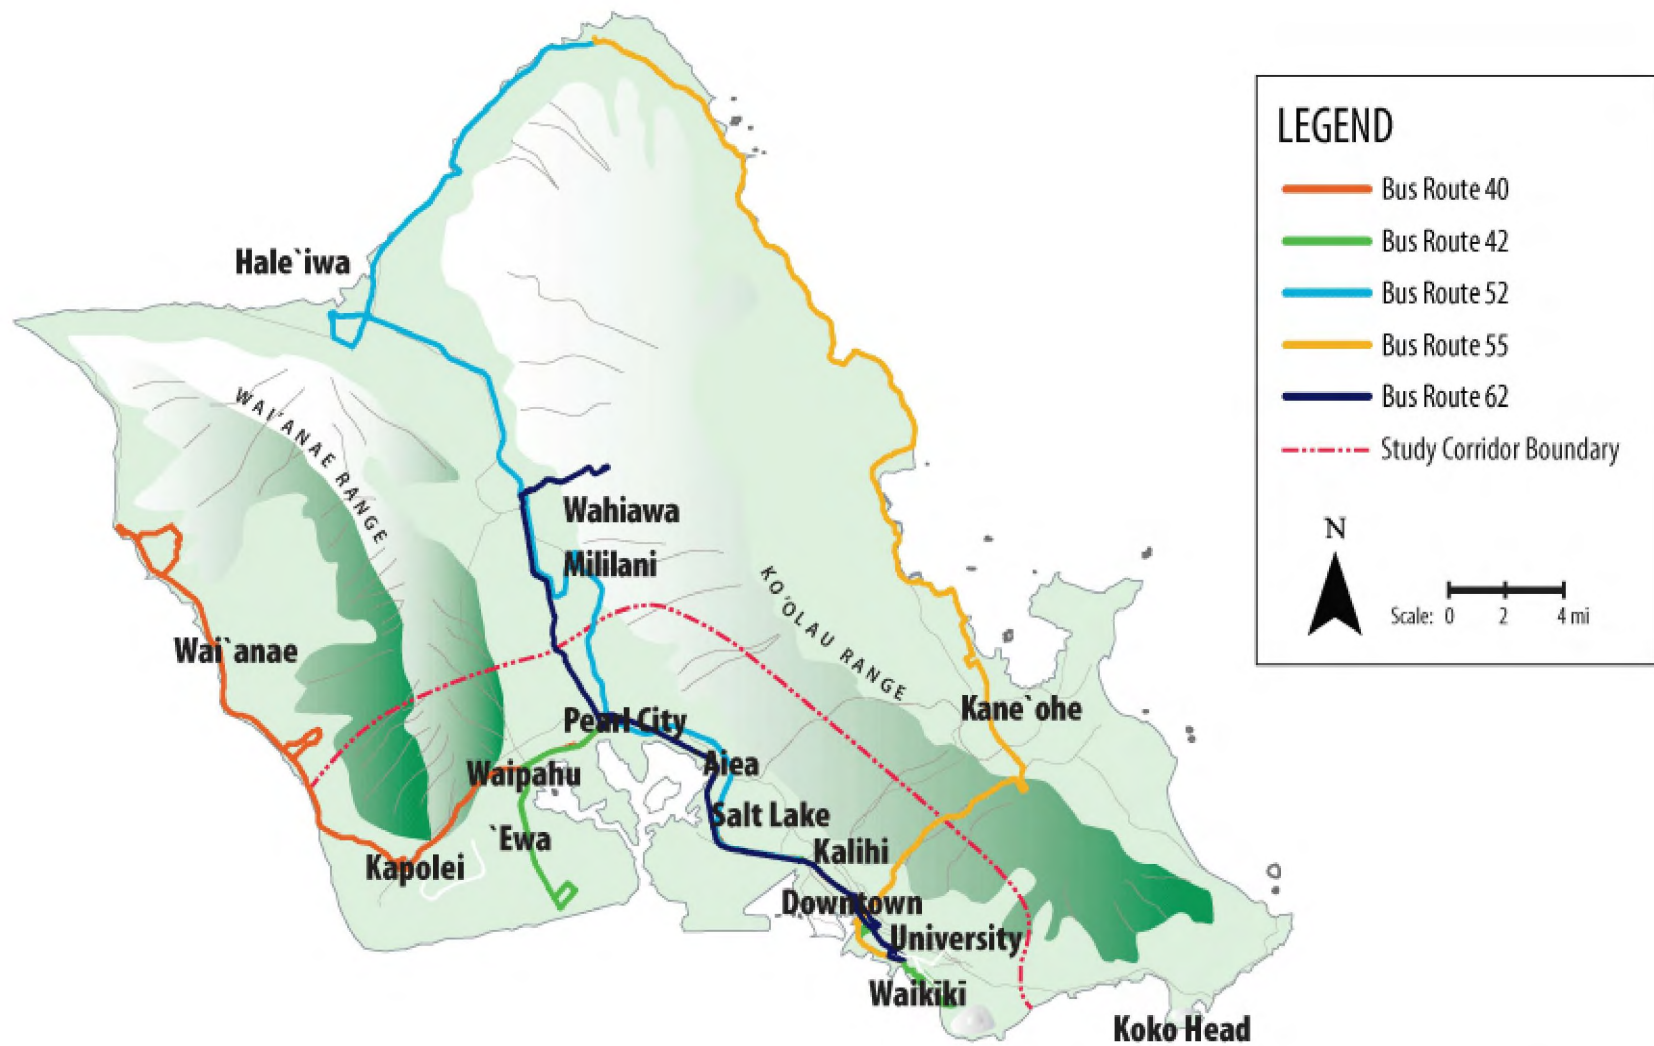 LEGEND
Bus Route 40
Bus Route 42
Bus Route 52
Bus Route 55
Bus Route 62
Study Corridor Boundary
N
Scale: 0 2 4 mi
Hale`iwa
WAI'ANAE RANGE
Wahiawa
Mililani
KO'OLAU RANGE
Wai`anae
Kane`ohe
Pearl City
Aiea
Waipahu
Salt Lake
`Ewa
Kalihi
Kapolei
Downtown
University
Waikiki
Koko Head